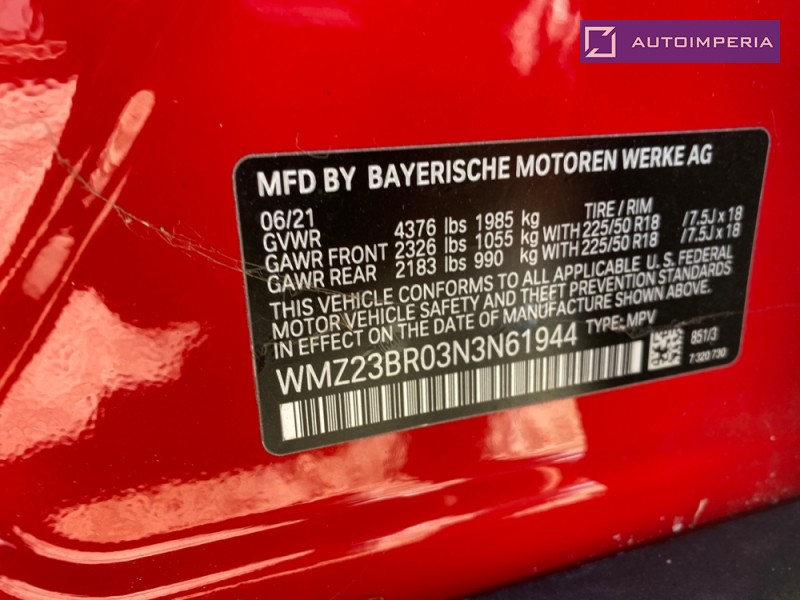 AUTOIMPERIA
MFD BY BAYERISCHE MOTOREN WERKE AG
06/21 TIRE / RIM
GVWR 4376 lbs 1985 kg
GAWR FRONT 2326 lbs 1055 kg WITH 225/50 R18 /7.5J x 18
GAWR REAR 2183 lbs 990 kg WITH 225/50 R18 /7.5J x 18
THIS VEHICLE CONFORMS TO ALL APPLICABLE U. S. FEDERAL
MOTOR VEHICLE SAFETY AND THEFT PREVENTION STANDARDS
IN EFFECT ON THE DATE OF MANUFACTURE SHOWN ABOVE.
WMZ23BR03N3N61944 TYPE: MPV
851/3
7 320 730